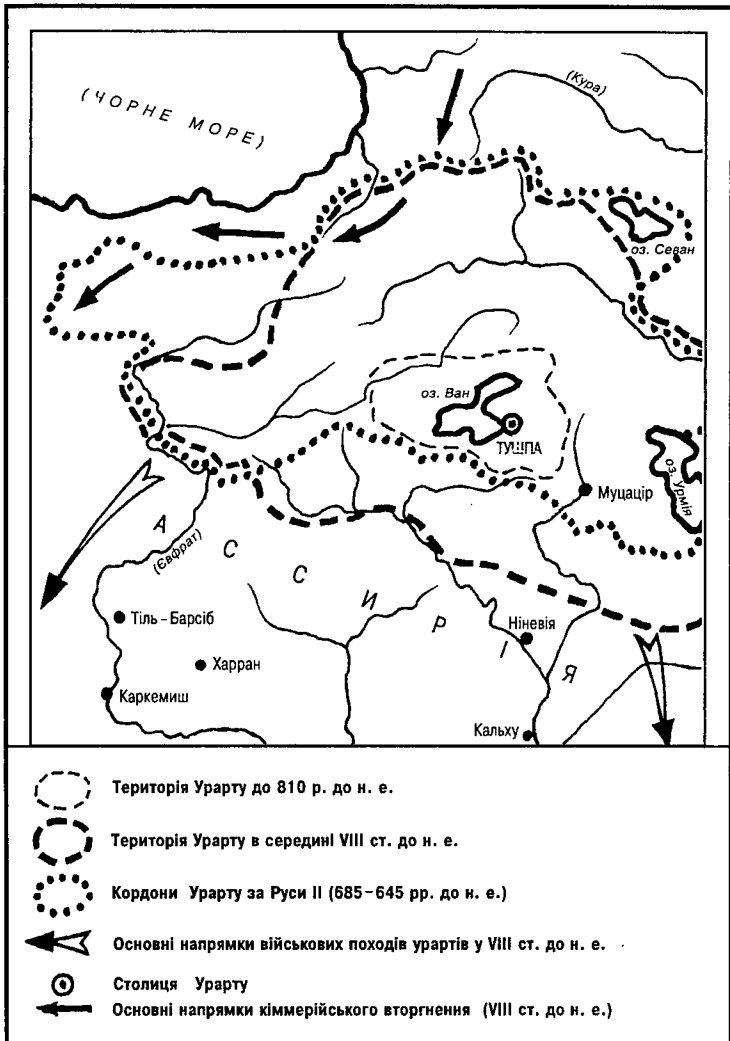 (ЧОРНЕ МОРЕ)
(Кура)
оз. Севан
оз. Ван
ТУШПА
оз. Урмія
Муцацір
АССИРІЯ
(Євфрат)
Тіль-Барсіб
Ніневія
Харран
Каркемиш
Кальху
Територія Урарту до 810 р. до н. е.
Територія Урарту в середині VIII ст. до н. е.
Кордони Урарту за Руси II (685–645 рр. до н. е.)
Основні напрямки військових походів урартів у VIII ст. до н. е.
Столиця Урарту
Основні напрямки кіммерійського вторгнення (VIII ст. до н. е.)